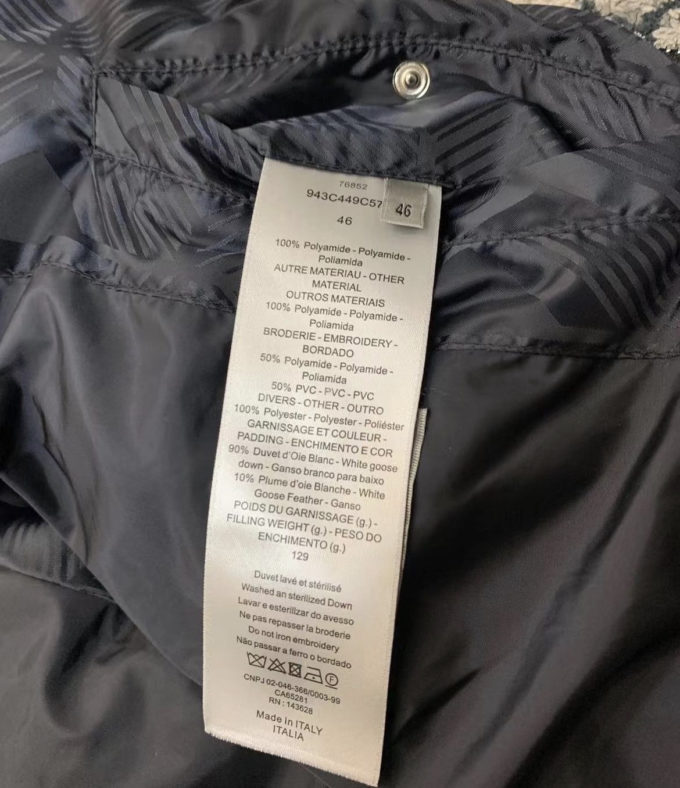 76852
943C449C57
46
46
100% Polyamide - Polyamide -
Poliamida
AUTRE MATERIAU - OTHER
MATERIAL
OUTROS MATERIAIS
100% Polyamide - Polyamide -
Poliamida
BRODERIE - EMBROIDERY -
BORDADO
50% Polyamide - Polyamide -
Poliamida
50% PVC - PVC - PVC
DIVERS - OTHER - OUTRO
100% Polyester - Polyester - Poliéster
GARNISSAGE ET COULEUR -
PADDING - ENCHIMENTO E COR
90% Duvet d'Oie Blanc - White goose
down - Ganso branco para baixo
10% Plume d'oie Blanche - White
Goose Feather - Ganso
POIDS DU GARNISSAGE (g.) -
FILLING WEIGHT (g.) - PESO DO
ENCHIMENTO (g.)
129
Duvet lavé et stérilisé
Washed an sterilized Down
Lavar e esterilizar do avesso
Ne pas repasser la broderie
Do not iron embroidery
Não passar a ferro o bordado
F
CNPJ 02-046-366/0003-99
CA65281
RN : 143628
Made in ITALY
ITALIA